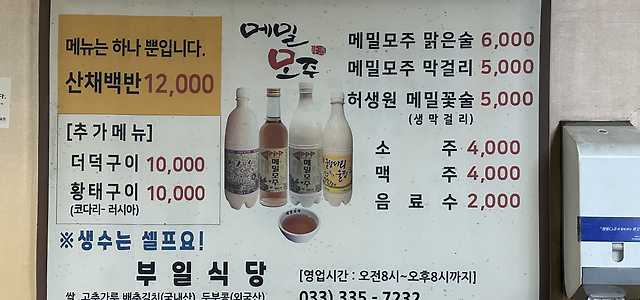 메뉴는 하나 뿐입니다.
산채백반 12,000
[추가메뉴]
더덕구이 10,000
황태구이 10,000
(코다리- 러시아)
※생수는 셀프요!
메밀
모주
메밀모주
메밀모주 맑은술 6,000
메밀모주 막걸리 5,000
허생원 메밀꽃술 5,000
(생막걸리)
소 주 4,000
맥 주 4,000
음 료 수 2,000
부일식당
[영업시간 : 오전8시~오후8시까지]
쌀, 고춧가루,배추김치(국내산), 두부콩(외국산)
033) 335 - 7232